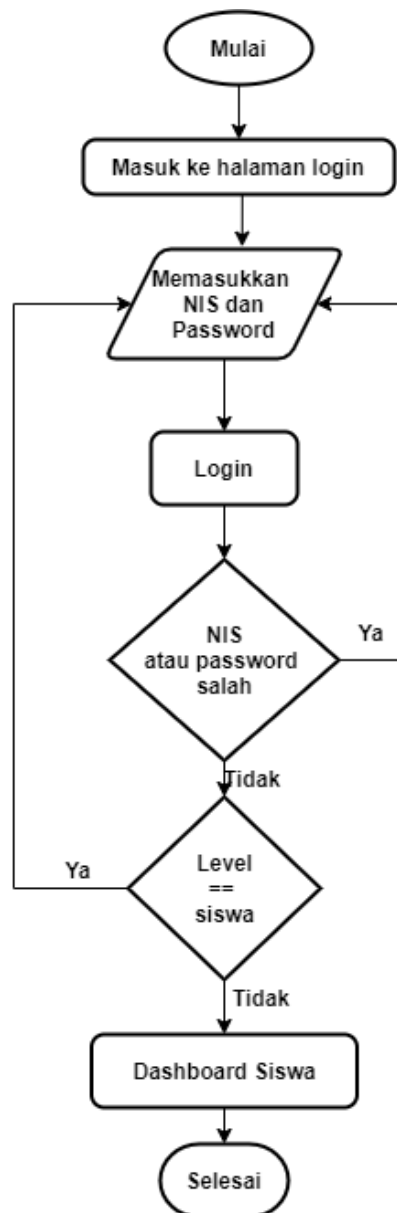 Mulai
Masuk ke halaman login
Memasukkan
NIS dan
Password
Login
NIS
atau password
salah
Ya
Tidak
Level
==
siswa
Ya
Tidak
Dashboard Siswa
Selesai